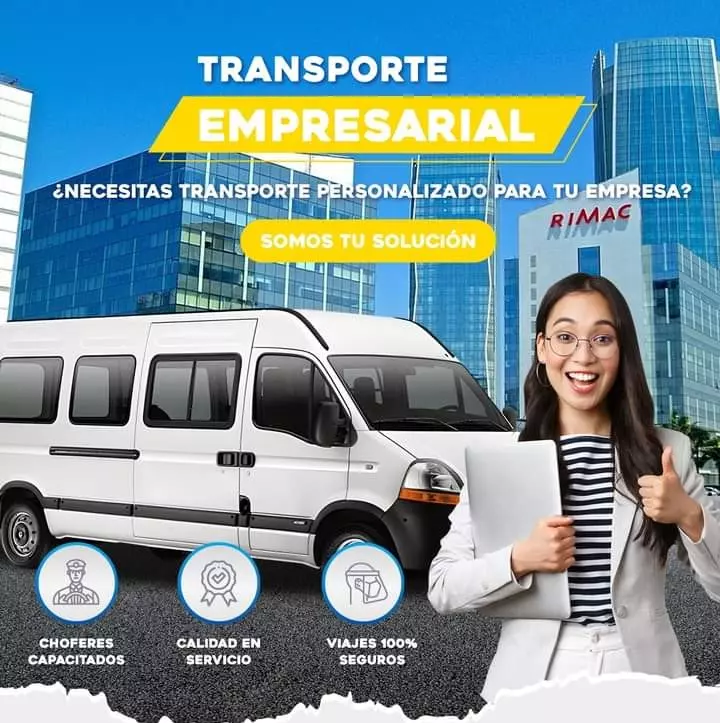 TRANSPORTE
EMPRESARIAL
¿NECESITAS TRANSPORTE PERSONALIZADO PARA TU EMPRESA?
RIMAC
SOMOS TU SOLUCIÓN
CHOFERES
CAPACITADOS
CALIDAD EN
SERVICIO
VIAJES 100%
SEGUROS